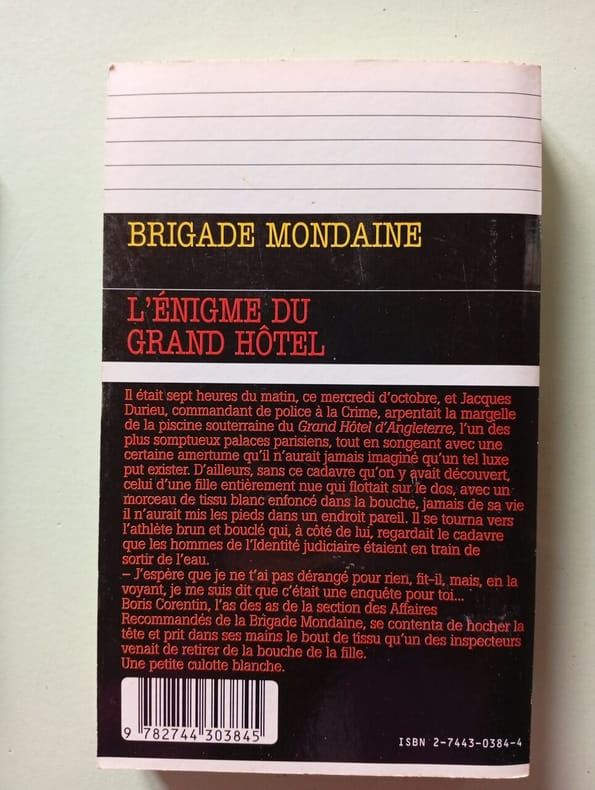 BRIGADE MONDAINE
L'ÉNIGME DU
GRAND HÔTEL
Il était sept heures du matin, ce mercredi d'octobre, et Jacques
Durieu, commandant de police à la Crime, arpentait la margelle
de la piscine souterraine du Grand Hôtel d'Angleterre, l'un des
plus somptueux palaces parisiens, tout en songeant avec une
certaine amertume qu'il n'aurait jamais imaginé qu'un tel luxe
put exister. D'ailleurs, sans ce cadavre qu'on y avait découvert,
celui d'une fille entièrement nue qui flottait sur le dos, avec un
morceau de tissu blanc enfoncé dans la bouche, jamais de sa vie
il n'aurait mis les pieds dans un endroit pareil. Il se tourna vers
l'athlète brun et bouclé qui, à côté de lui, regardait le cadavre
que les hommes de l'Identité judiciaire étaient en train de
sortir de l'eau.
– J'espère que je ne t'ai pas dérangé pour rien, fit-il, mais, en la
voyant, je me suis dit que c'était une enquête pour toi...
Boris Corentin, l'as des as de la section des Affaires
Recommandés de la Brigade Mondaine, se contenta de hocher la
tête et prit dans ses mains le bout de tissu qu'un des inspecteurs
venait de retirer de la bouche de la fille.
Une petite culotte blanche.
9 782744 303845
ISBN 2-7443-0384-4